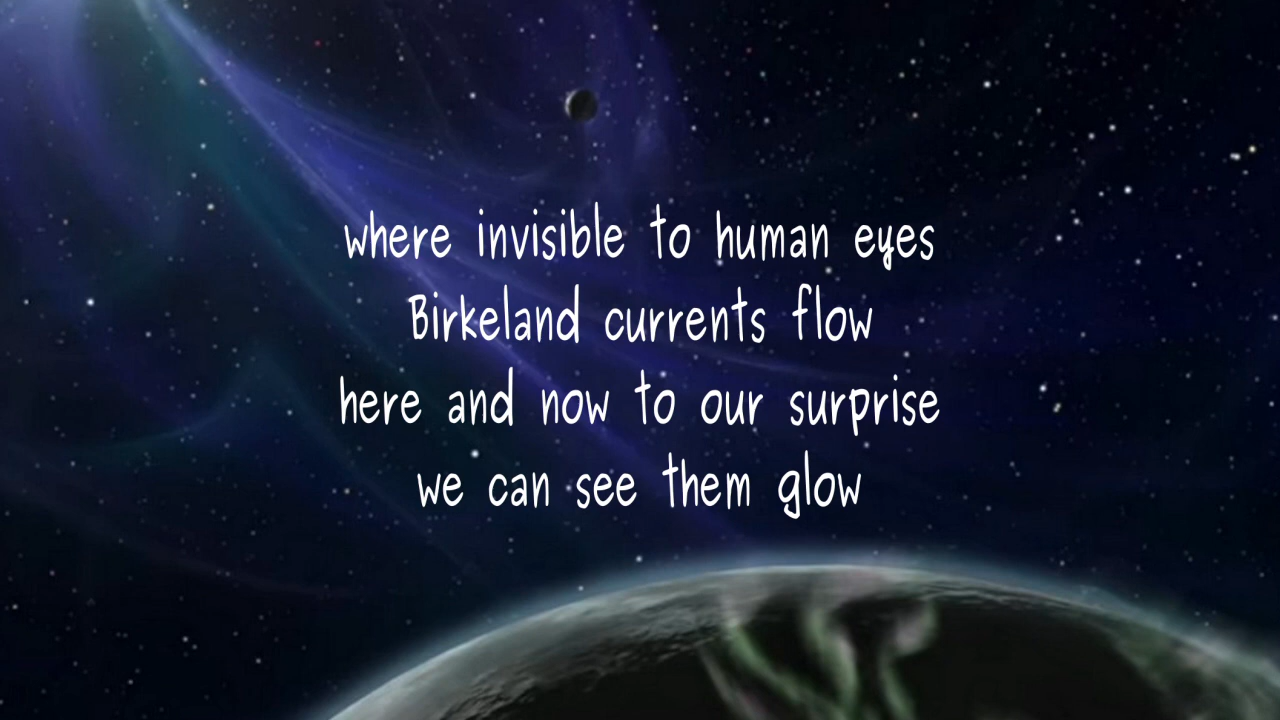 where invisible to human eyes
Birkeland currents flow
here and now to our surprise
we can see them glow